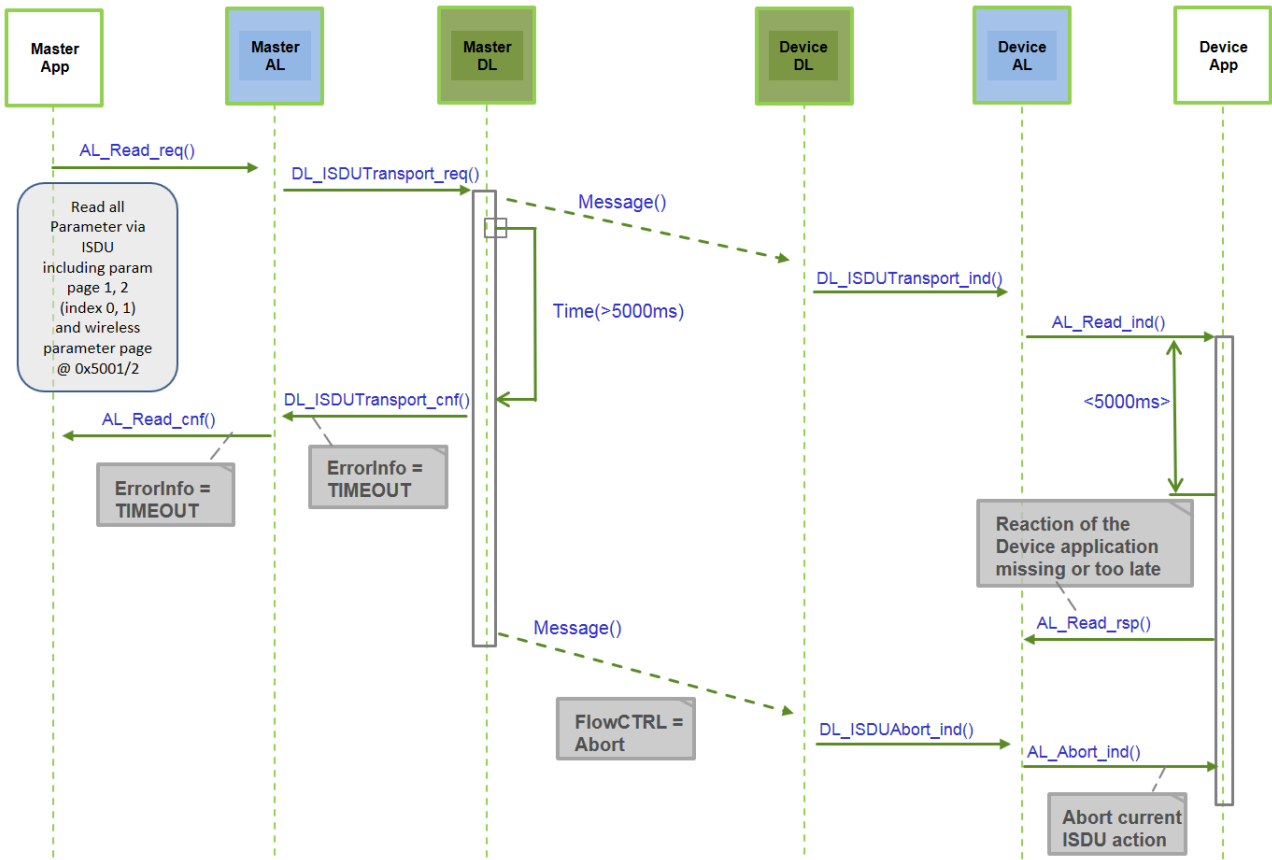 Master
App
Master
AL
Master
DL
Device
DL
Device
AL
Device
App
AL_Read_req()
DL_ISDUTransport_req()
Message()
Read all
Parameter via
ISDU
including param
page 1, 2
(index 0, 1)
and wireless
parameter page
@ 0x5001/2
DL_ISDUTransport_ind()
Time(>5000ms)
AL_Read_ind()
DL_ISDUTransport_cnf()
<5000ms>
AL_Read_cnf()
ErrorInfo =
TIMEOUT
ErrorInfo =
TIMEOUT
Reaction of the
Device application
missing or too late
Message()
AL_Read_rsp()
FlowCTRL =
Abort
DL_ISDUAbort_ind()
AL_Abort_ind()
Abort current
ISDU action